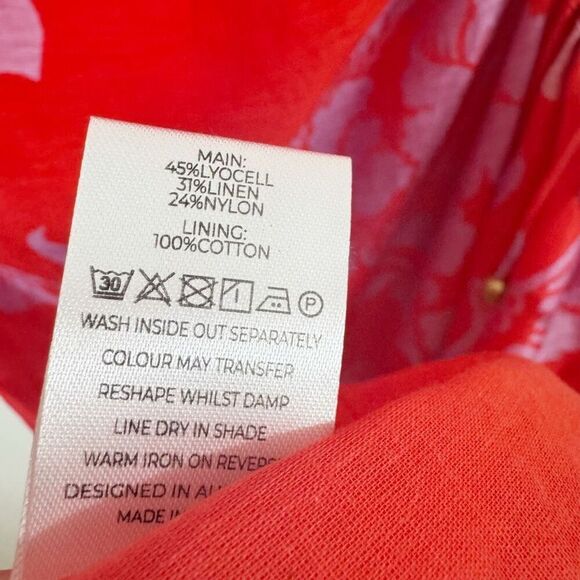 MAIN:
45%LYOCELL
31%LINEN
24%NYLON
LINING:
100%COTTON
30 P
WASH INSIDE OUT SEPARATELY
COLOUR MAY TRANSFER
RESHAPE WHILST DAMP
LINE DRY IN SHADE
WARM IRON ON
DESIGNED IN
MADE IN